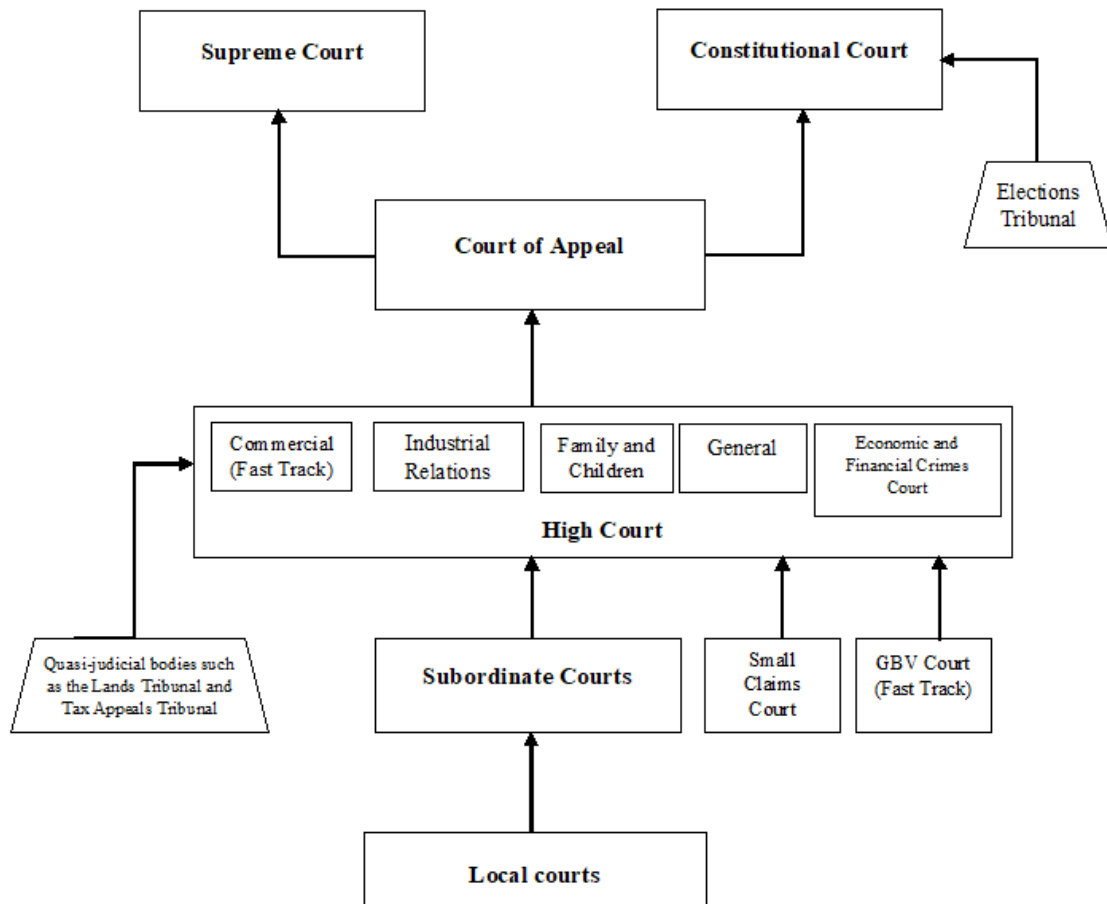 Supreme Court
Constitutional Court
Elections
Tribunal
Court of Appeal
Commercial
(Fast Track)
Industrial
Relations
Family and
Children
General
Economic and
Financial Crimes
Court
High Court
Quasi-judicial bodies such
as the Lands Tribunal and
Tax Appeals Tribunal
Subordinate Courts
Small
Claims
Court
GBV Court
(Fast Track)
Local courts